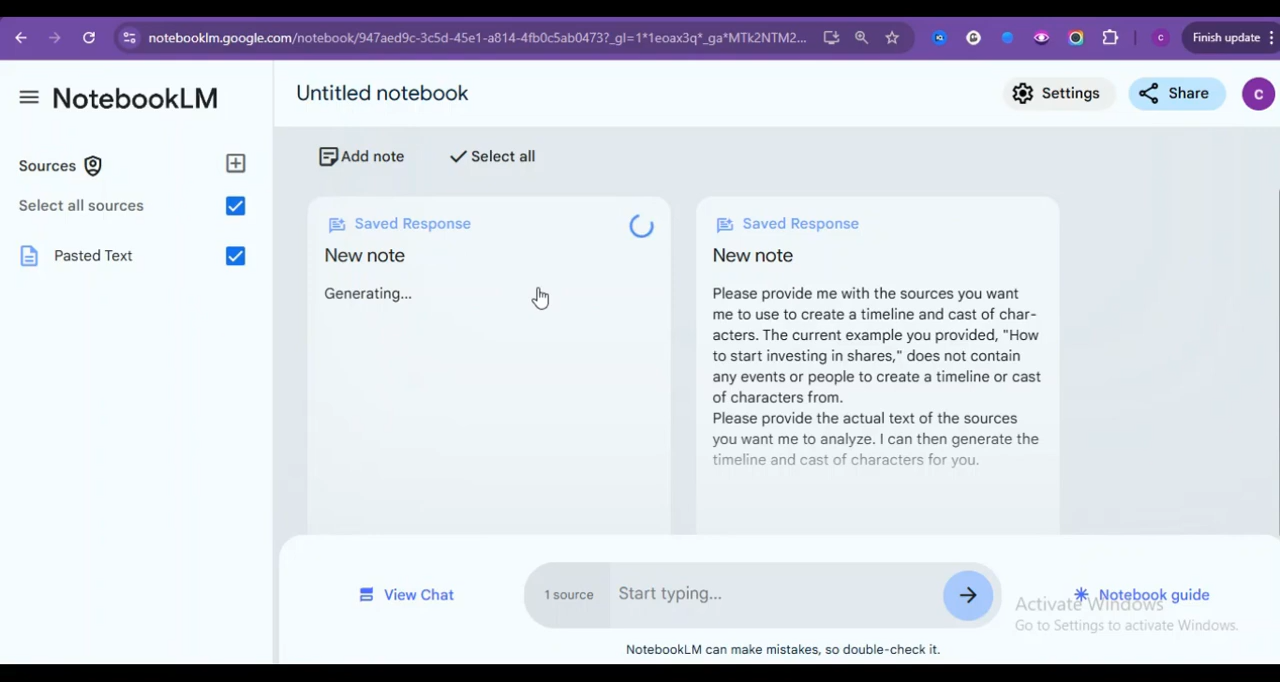 notebooklm.google.com/notebook/947aed9c-3c5d-45e1-a814-4fb0c5ab0473?_gl=1*1eoax3q*_ga*MTk2NTM2...
Finish update
C
NotebookLM
Untitled notebook
Settings
Share
C
Sources
Add note
Select all
Select all sources
Pasted Text
Saved Response
New note
Generating...
Saved Response
New note
Please provide me with the sources you want
me to use to create a timeline and cast of char-
acters. The current example you provided, "How
to start investing in shares," does not contain
any events or people to create a timeline or cast
of characters from.
Please provide the actual text of the sources
you want me to analyze. I can then generate the
timeline and cast of characters for you.
View Chat
1 source
Start typing...
Notebook guide
Activate Windows
Go to Settings to activate Windows.
NotebookLM can make mistakes, so double-check it.